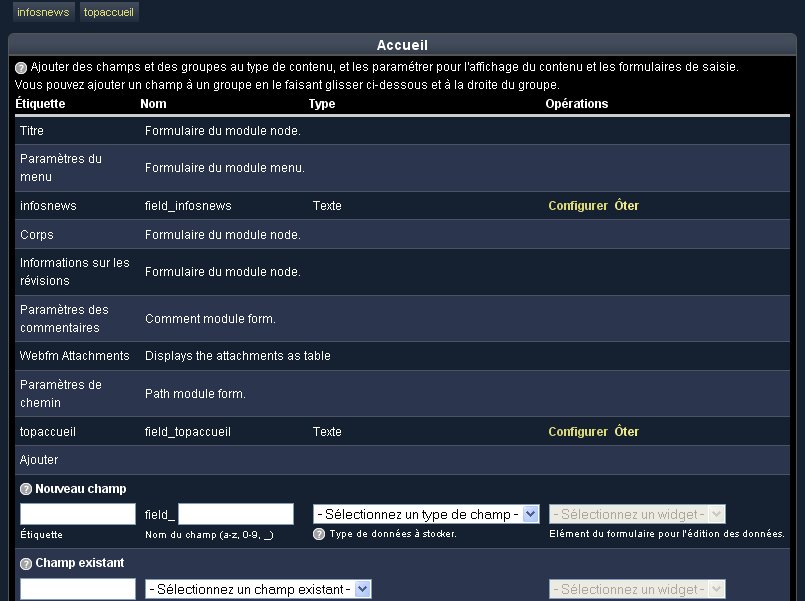 infosnews topaccueil
Accueil
Ajouter des champs et des groupes au type de contenu, et les paramétrer pour l'affichage du contenu et les formulaires de saisie.
Vous pouvez ajouter un champ à un groupe en le faisant glisser ci-dessous et à la droite du groupe.
Étiquette Nom Type Opérations
Titre Formulaire du module node.
Paramètres du
menu Formulaire du module menu.
infosnews field_infosnews Texte Configurer Ôter
Corps Formulaire du module node.
Informations sur les
révisions Formulaire du module node.
Paramètres des
commentaires Comment module form.
Webfm Attachments Displays the attachments as table
Paramètres de
chemin Path module form.
topaccueil field_topaccueil Texte Configurer Ôter
Ajouter
Nouveau champ
field_ - Sélectionnez un type de champ - - Sélectionnez un widget -
Étiquette Nom du champ (a-z, 0-9, _) Type de données à stocker. Elément du formulaire pour l'édition des données.
Champ existant
- Sélectionnez un champ existant - - Sélectionnez un widget -